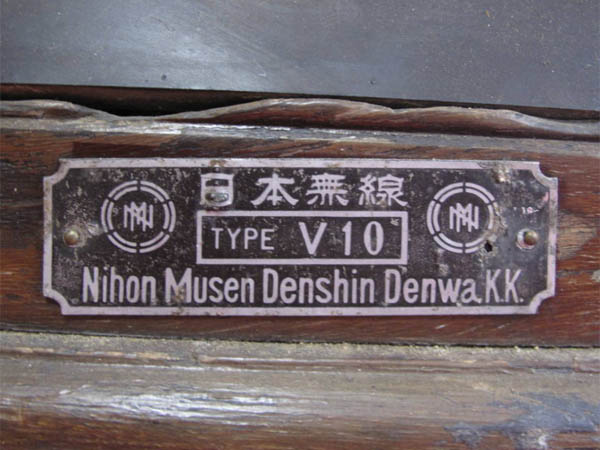 日本無線
TYPE V10
Nihon Musen Denshin Denwa K.K.